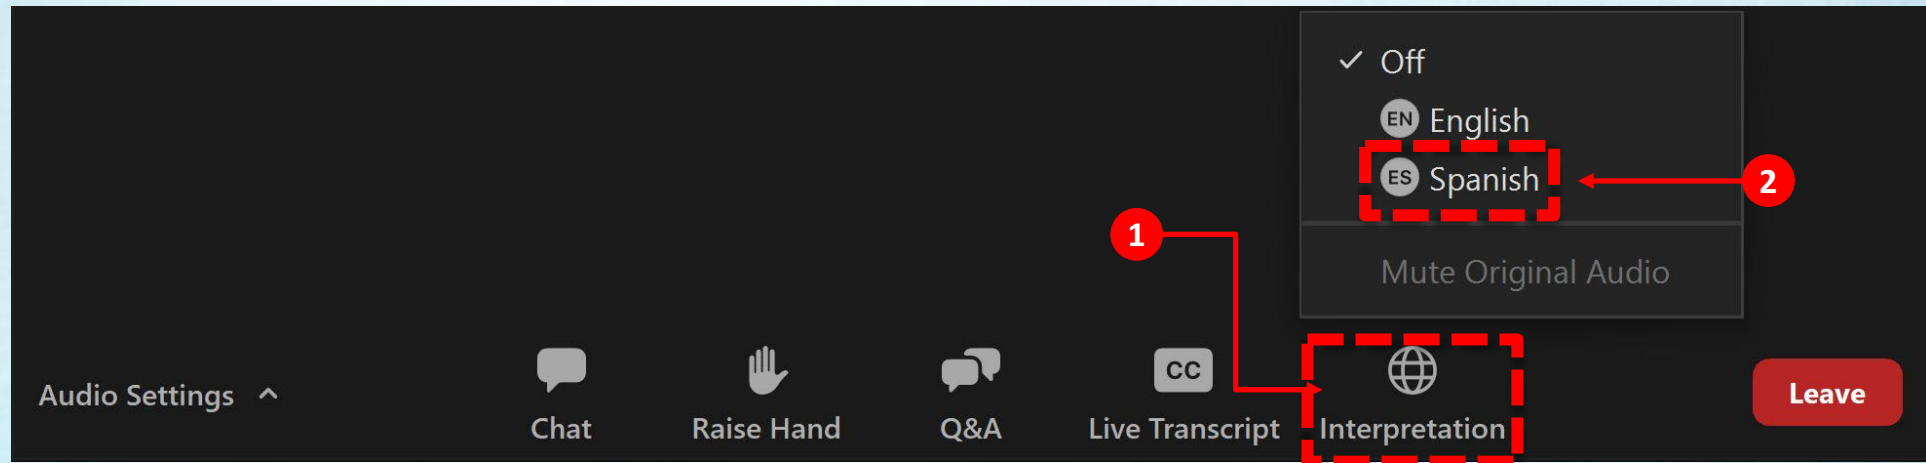 ✓ Off
EN English
ES Spanish
2
1
Mute Original Audio
CC
Audio Settings
Chat
Raise Hand
Q&A
Live Transcript
Interpretation
Leave